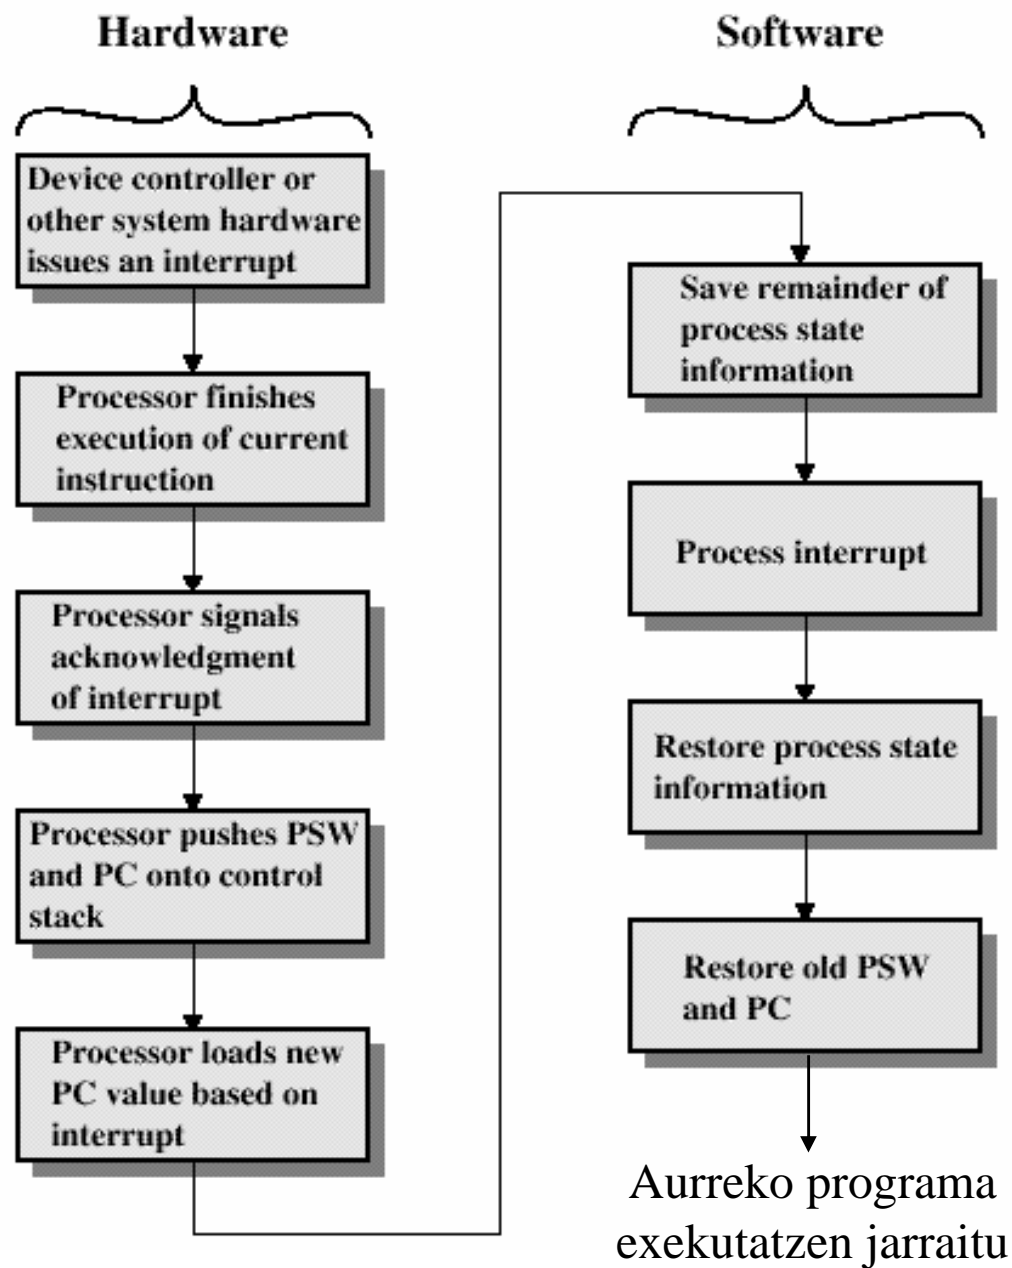 Hardware
Device controller or
other system hardware
issues an interrupt
Processor finishes
execution of current
instruction
Processor signals
acknowledgment
of interrupt
Processor pushes PSW
and PC onto control
stack
Processor loads new
PC value based on
interrupt
Software
Save remainder of
process state
information
Process interrupt
Restore process state
information
Restore old PSW
and PC
Aurreko programa
exekutatzen jarraitu